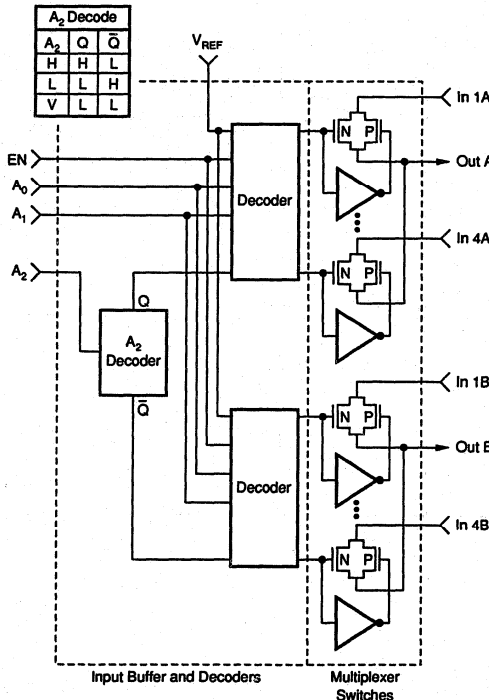 A2 Decode
A2 Q Q̅
H H L
L L H
V L L
VREF
In 1A
EN
N P
Out A
A0
A1
Decoder
In 4A
A2
N P
Q
A2
Decoder
Q̅
In 1B
N P
Out B
Decoder
In 4B
N P
Input Buffer and Decoders
Multiplexer
Switches